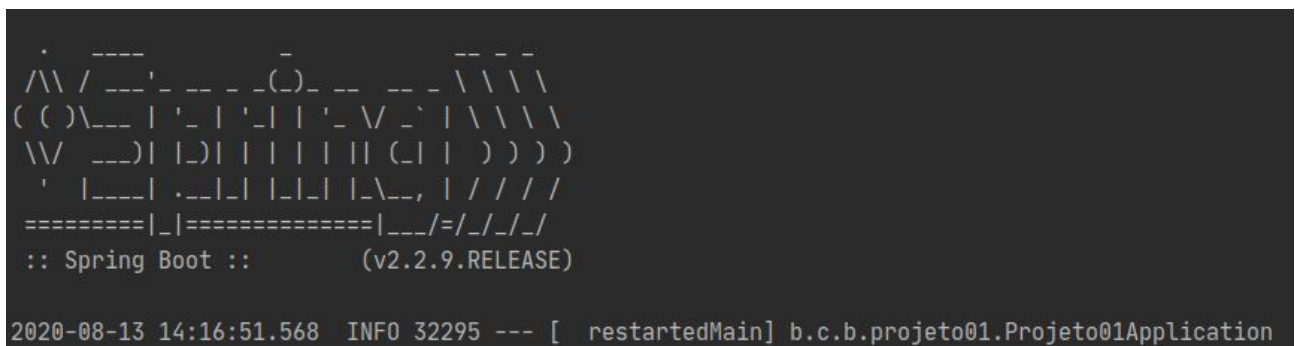 .   ____          _            __ _ _
 /\\ / ___'_ __ _ _(_)_ __  __ _ \ \ \ \
( ( )\___ | '_ | '_| | '_ \/ _` | \ \ \ \
 \\/  ___)| |_)| | | | | || (_| |  ) ) ) )
  '  |____| .__|_| |_|_| |_\__, | / / / /
 =========|_|==============|___/=/_/_/_/
 :: Spring Boot ::        (v2.2.9.RELEASE)
2020-08-13 14:16:51.568  INFO 32295 --- [  restartedMain] b.c.b.projeto01.Projeto01Application